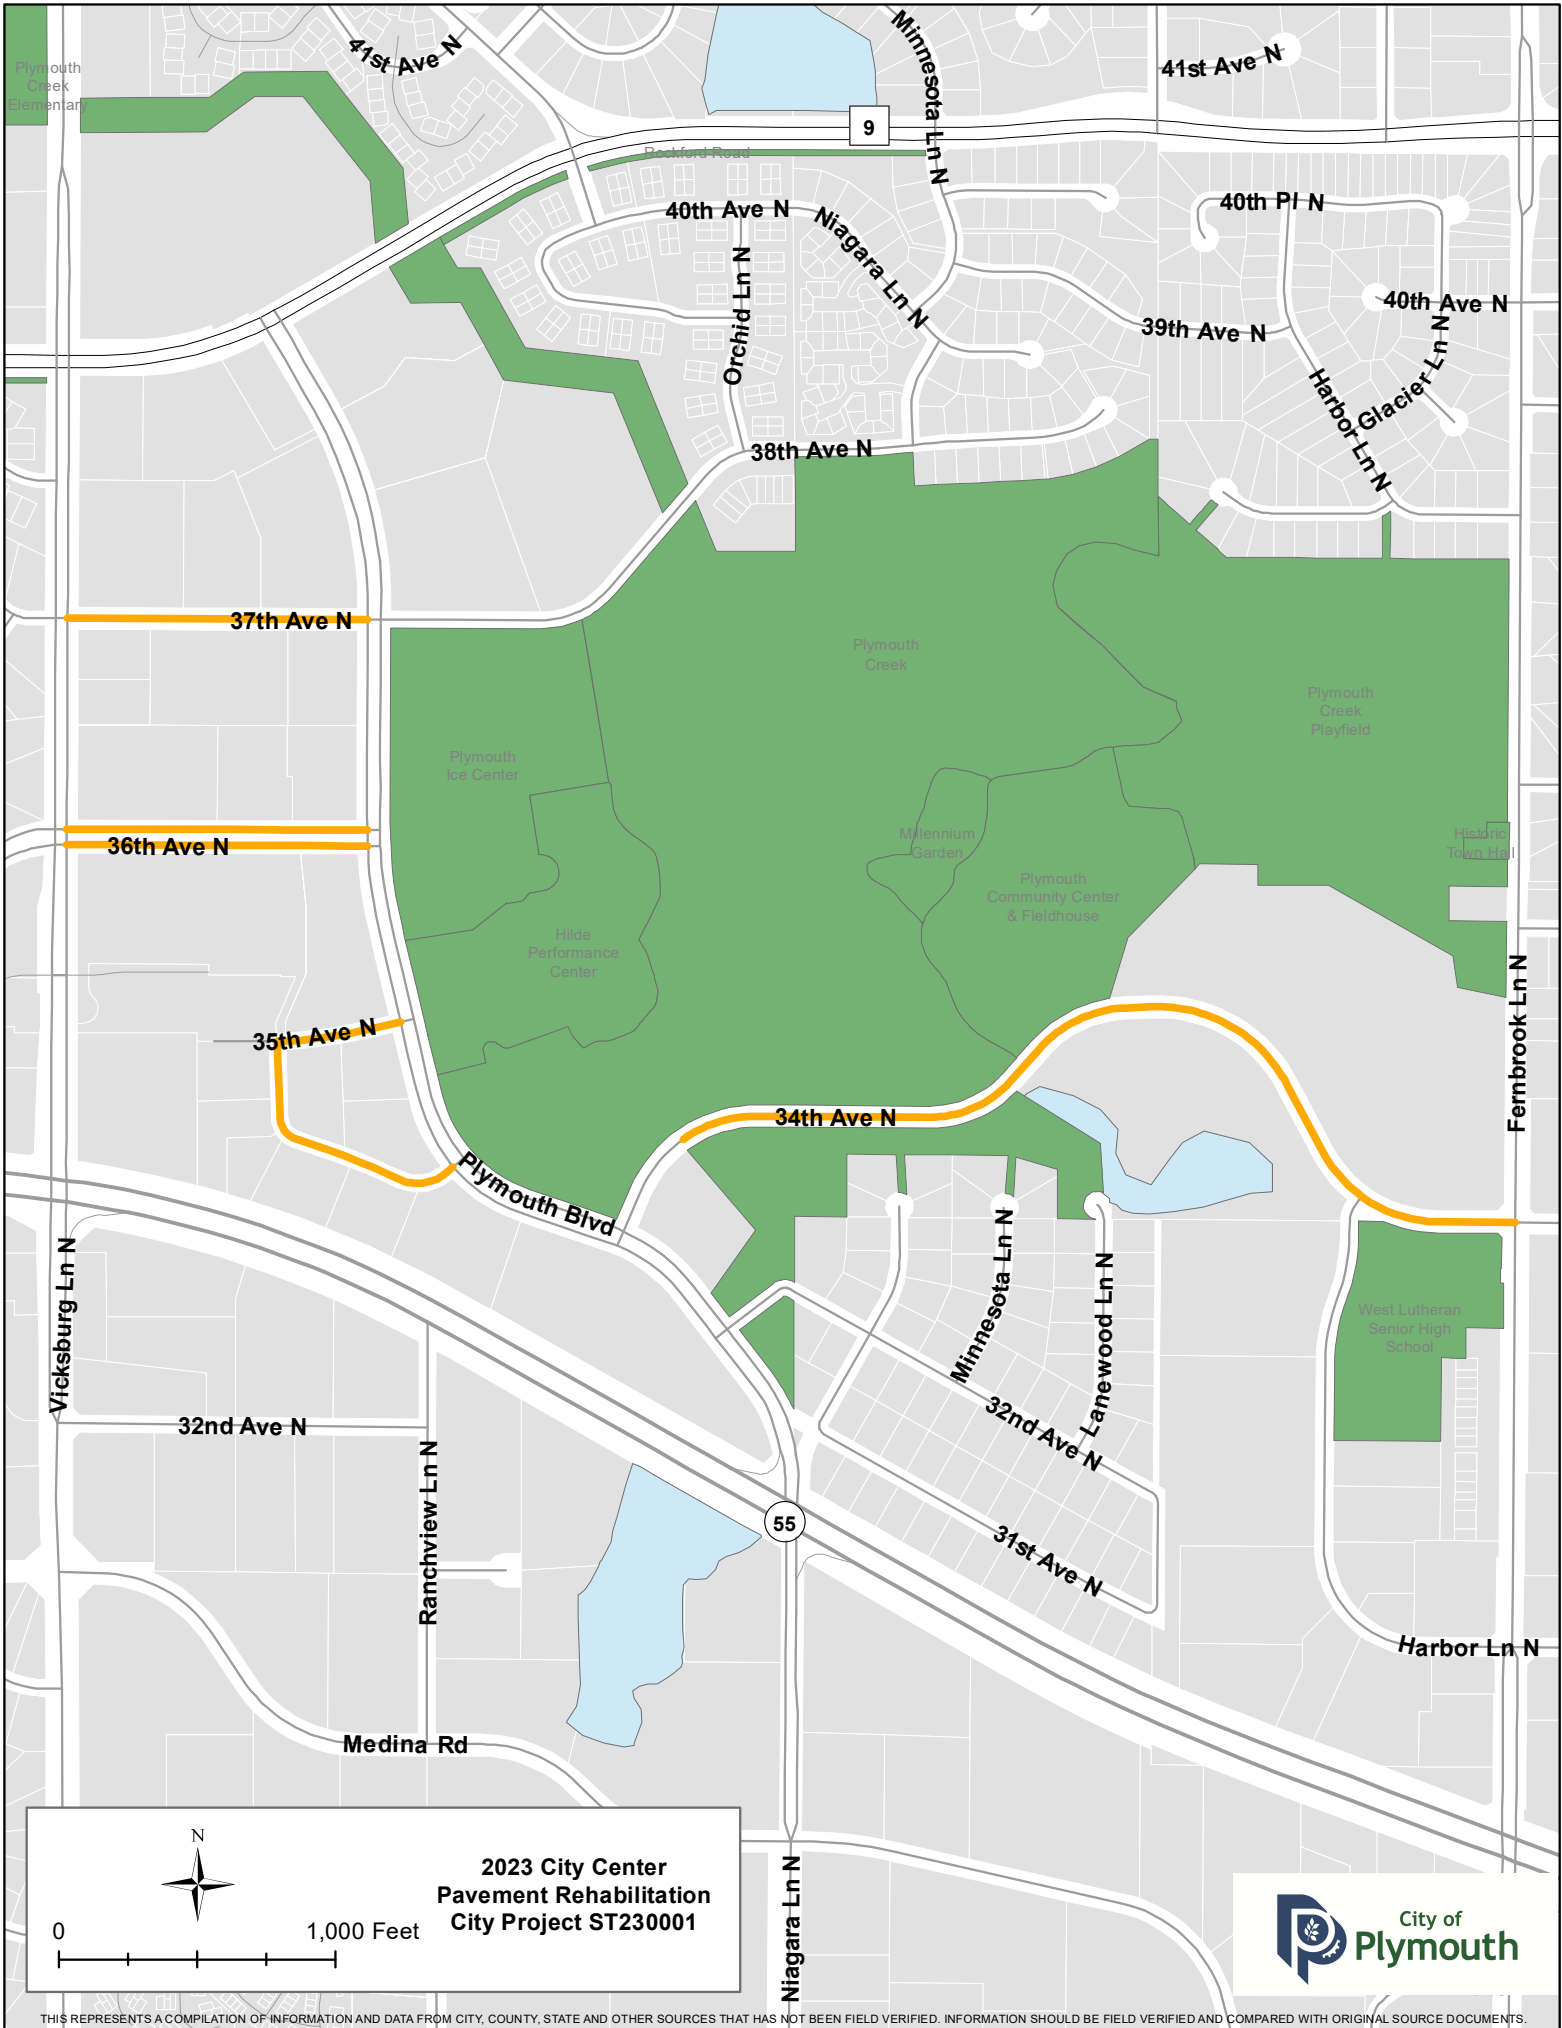 41st Ave N
Minnesota Ln N
41st Ave N
Plymouth
Creek
Elementary
9
Rockford Road
40th Ave N
Niagara Ln N
40th Pl N
Orchid Ln N
39th Ave N
40th Ave N
Glacier Ln N
Harbor Ln N
38th Ave N
37th Ave N
Plymouth
Creek
Plymouth
Creek
Playfield
Plymouth
Ice Center
36th Ave N
Millennium
Garden
Historic
Town Hall
Plymouth
Community Center
& Fieldhouse
Hilde
Performance
Center
35th Ave N
Fernbrook Ln N
34th Ave N
Plymouth Blvd
Vicksburg Ln N
Minnesota Ln N
Lanewood Ln N
West Lutheran
Senior High
School
32nd Ave N
32nd Ave N
Ranchview Ln N
55
31st Ave N
Harbor Ln N
Medina Rd
N
0
1,000 Feet
2023 City Center
Pavement Rehabilitation
City Project ST230001
Niagara Ln N
City of
Plymouth
THIS REPRESENTS A COMPILATION OF INFORMATION AND DATA FROM CITY, COUNTY, STATE AND OTHER SOURCES THAT HAS NOT BEEN FIELD VERIFIED. INFORMATION SHOULD BE FIELD VERIFIED AND COMPARED WITH ORIGINAL SOURCE DOCUMENTS.